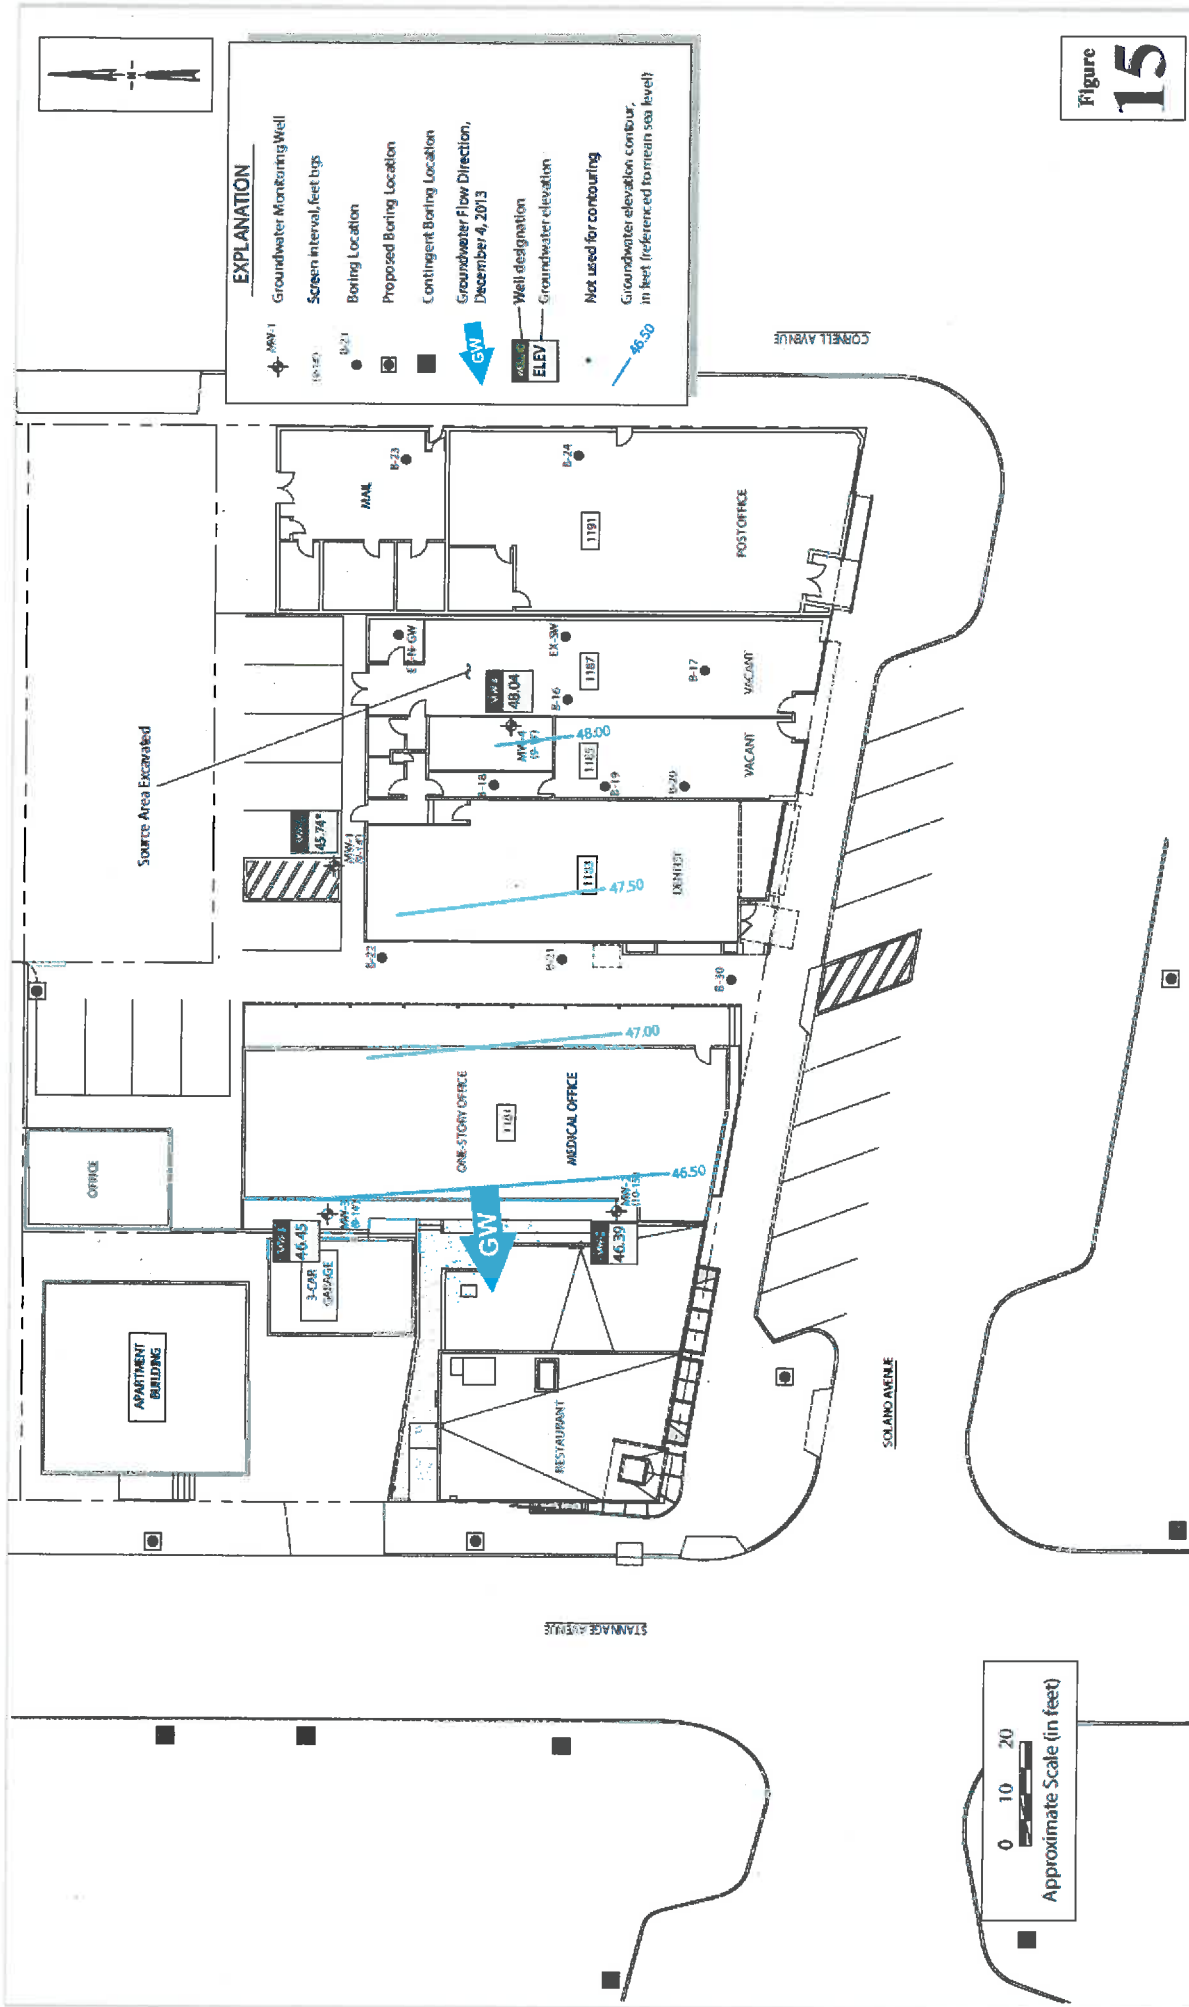 N
EXPLANATION
MW-1
Groundwater Monitoring Well
Screen interval, feet bgs
B-21
Boring Location
Proposed Boring Location
Contingent Boring Location
GW
Groundwater Flow Direction,
December 4, 2013
ELEV
Well designation
Groundwater elevation
*
Not used for contouring
46.50
Groundwater elevation contour,
in feet (referenced to mean sea level)
Figure
15
CORNELL AVENUE
Source Area Excavated
MAIL
B-23
B-24
1191
POST OFFICE
EX-SW
1187
B-17
VACANT
B-16
48.04
MW-4
48.00
1185
VACANT
B-18
B-19
B-20
45.74*
MW-1
DENTIST
47.50
B-22
B-21
B-30
47.00
ONE-STORY OFFICE
MEDICAL OFFICE
46.50
OFFICE
MW-3
46.45
MW-2
46.39
GW
3-CAR
GARAGE
APARTMENT
BUILDING
RESTAURANT
SOLANO AVENUE
STANNAGE AVENUE
0 10 20
Approximate Scale (in feet)